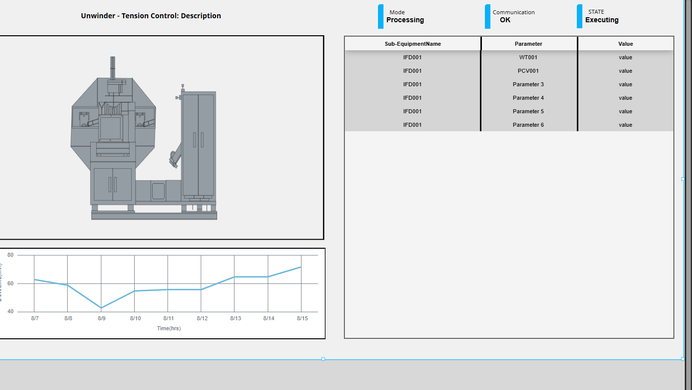 Unwinder - Tension Control: Description
Mode
Processing
Communication
OK
STATE
Executing
Sub-EquipmentName Parameter Value
IFD001 WT001 value
IFD001 PCV001 value
IFD001 Parameter 3 value
IFD001 Parameter 4 value
IFD001 Parameter 5 value
IFD001 Parameter 6 value
80
60
40
8/7 8/8 8/9 8/10 8/11 8/12 8/13 8/14 8/15
Time(hrs)